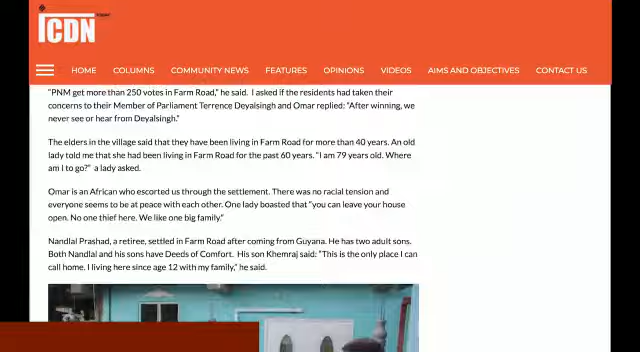 ICDN
HOME COLUMNS COMMUNITY NEWS FEATURES OPINIONS VIDEOS AIMS AND OBJECTIVES CONTACT US
“PNM get more than 250 votes in Farm Road,” he said. I asked if the residents had taken their
concerns to their Member of Parliament Terrence Deyalsingh and Omar replied: “After winning, we
never see or hear from Deyalsingh.”
The elders in the village said that they have been living in Farm Road for more than 40 years. An old
lady told me that she had been living in Farm Road for the past 60 years. “I am 79 years old. Where
am I to go?” a lady asked.
Omar is an African who escorted us through the settlement. There was no racial tension and
everyone seems to be at peace with each other. One lady boasted that “you can leave your house
open. No one thief here. We like one big family.”
Nandlal Prashad, a retiree, settled in Farm Road after coming from Guyana. He has two adult sons.
Both Nandlal and his sons have Deeds of Comfort. His son Khemraj said: “This is the only place I can
call home. I living here since age 12 with my family,” he said.